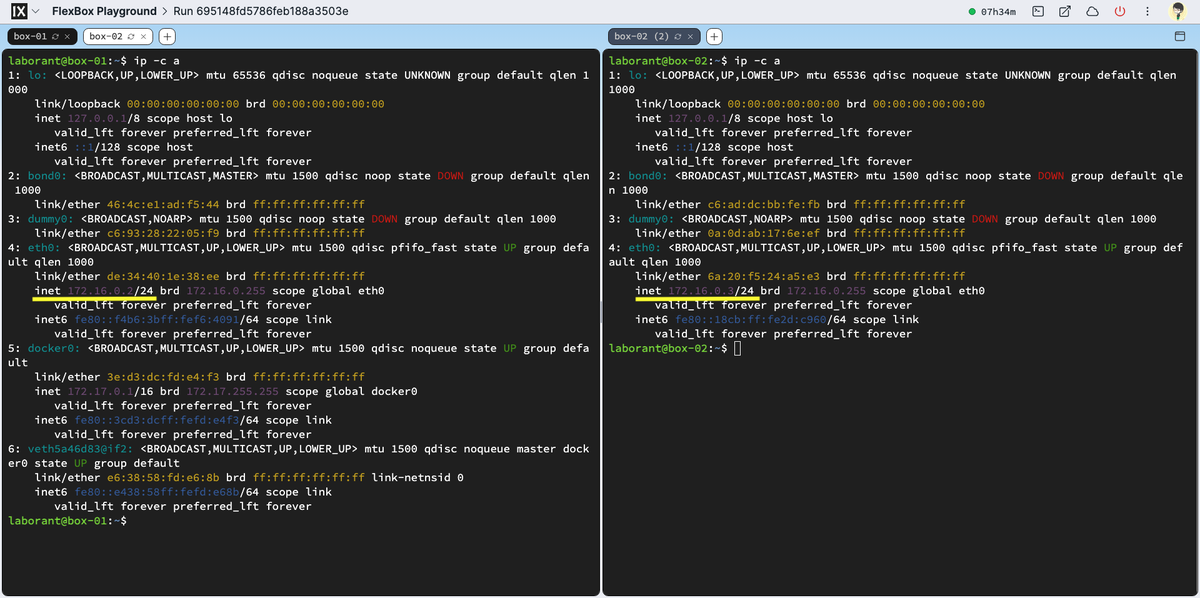 IX FlexBox Playground > Run 695148fd5786feb188a3503e 07h34m
box-01 box-02 box-02 (2)
laborant@box-01:~$ ip -c a
1: lo: <LOOPBACK,UP,LOWER_UP> mtu 65536 qdisc noqueue state UNKNOWN group default qlen 1
000
link/loopback 00:00:00:00:00:00 brd 00:00:00:00:00:00
inet 127.0.0.1/8 scope host lo
valid_lft forever preferred_lft forever
inet6 ::1/128 scope host
valid_lft forever preferred_lft forever
2: bond0: <BROADCAST,MULTICAST,MASTER> mtu 1500 qdisc noop state DOWN group default qlen
1000
link/ether 46:4c:e1:ad:f5:44 brd ff:ff:ff:ff:ff:ff
3: dummy0: <BROADCAST,NOARP> mtu 1500 qdisc noop state DOWN group default qlen 1000
link/ether c6:93:28:22:05:f9 brd ff:ff:ff:ff:ff:ff
4: eth0: <BROADCAST,MULTICAST,UP,LOWER_UP> mtu 1500 qdisc pfifo_fast state UP group defa
ult qlen 1000
link/ether de:34:40:1e:38:ee brd ff:ff:ff:ff:ff:ff
inet 172.16.0.2/24 brd 172.16.0.255 scope global eth0
valid_lft forever preferred_lft forever
inet6 fe80::f4b6:3bff:fef6:4091/64 scope link
valid_lft forever preferred_lft forever
5: docker0: <BROADCAST,MULTICAST,UP,LOWER_UP> mtu 1500 qdisc noqueue state UP group defa
ult
link/ether 3e:d3:dc:fd:e4:f3 brd ff:ff:ff:ff:ff:ff
inet 172.17.0.1/16 brd 172.17.255.255 scope global docker0
valid_lft forever preferred_lft forever
inet6 fe80::3cd3:dcff:fefd:e4f3/64 scope link
valid_lft forever preferred_lft forever
6: veth5a46d83@if2: <BROADCAST,MULTICAST,UP,LOWER_UP> mtu 1500 qdisc noqueue master dock
er0 state UP group default
link/ether e6:38:58:fd:e6:8b brd ff:ff:ff:ff:ff:ff link-netnsid 0
inet6 fe80::e438:58ff:fefd:e68b/64 scope link
valid_lft forever preferred_lft forever
laborant@box-01:~$
laborant@box-02:~$ ip -c a
1: lo: <LOOPBACK,UP,LOWER_UP> mtu 65536 qdisc noqueue state UNKNOWN group default qlen
1000
link/loopback 00:00:00:00:00:00 brd 00:00:00:00:00:00
inet 127.0.0.1/8 scope host lo
valid_lft forever preferred_lft forever
inet6 ::1/128 scope host
valid_lft forever preferred_lft forever
2: bond0: <BROADCAST,MULTICAST,MASTER> mtu 1500 qdisc noop state DOWN group default qle
n 1000
link/ether c6:ad:dc:bb:fe:fb brd ff:ff:ff:ff:ff:ff
3: dummy0: <BROADCAST,NOARP> mtu 1500 qdisc noop state DOWN group default qlen 1000
link/ether 0a:0d:ab:17:6e:ef brd ff:ff:ff:ff:ff:ff
4: eth0: <BROADCAST,MULTICAST,UP,LOWER_UP> mtu 1500 qdisc pfifo_fast state UP group def
ault qlen 1000
link/ether 6a:20:f5:24:a5:e3 brd ff:ff:ff:ff:ff:ff
inet 172.16.0.3/24 brd 172.16.0.255 scope global eth0
valid_lft forever preferred_lft forever
inet6 fe80::18cb:ff:fe2d:c960/64 scope link
valid_lft forever preferred_lft forever
laborant@box-02:~$